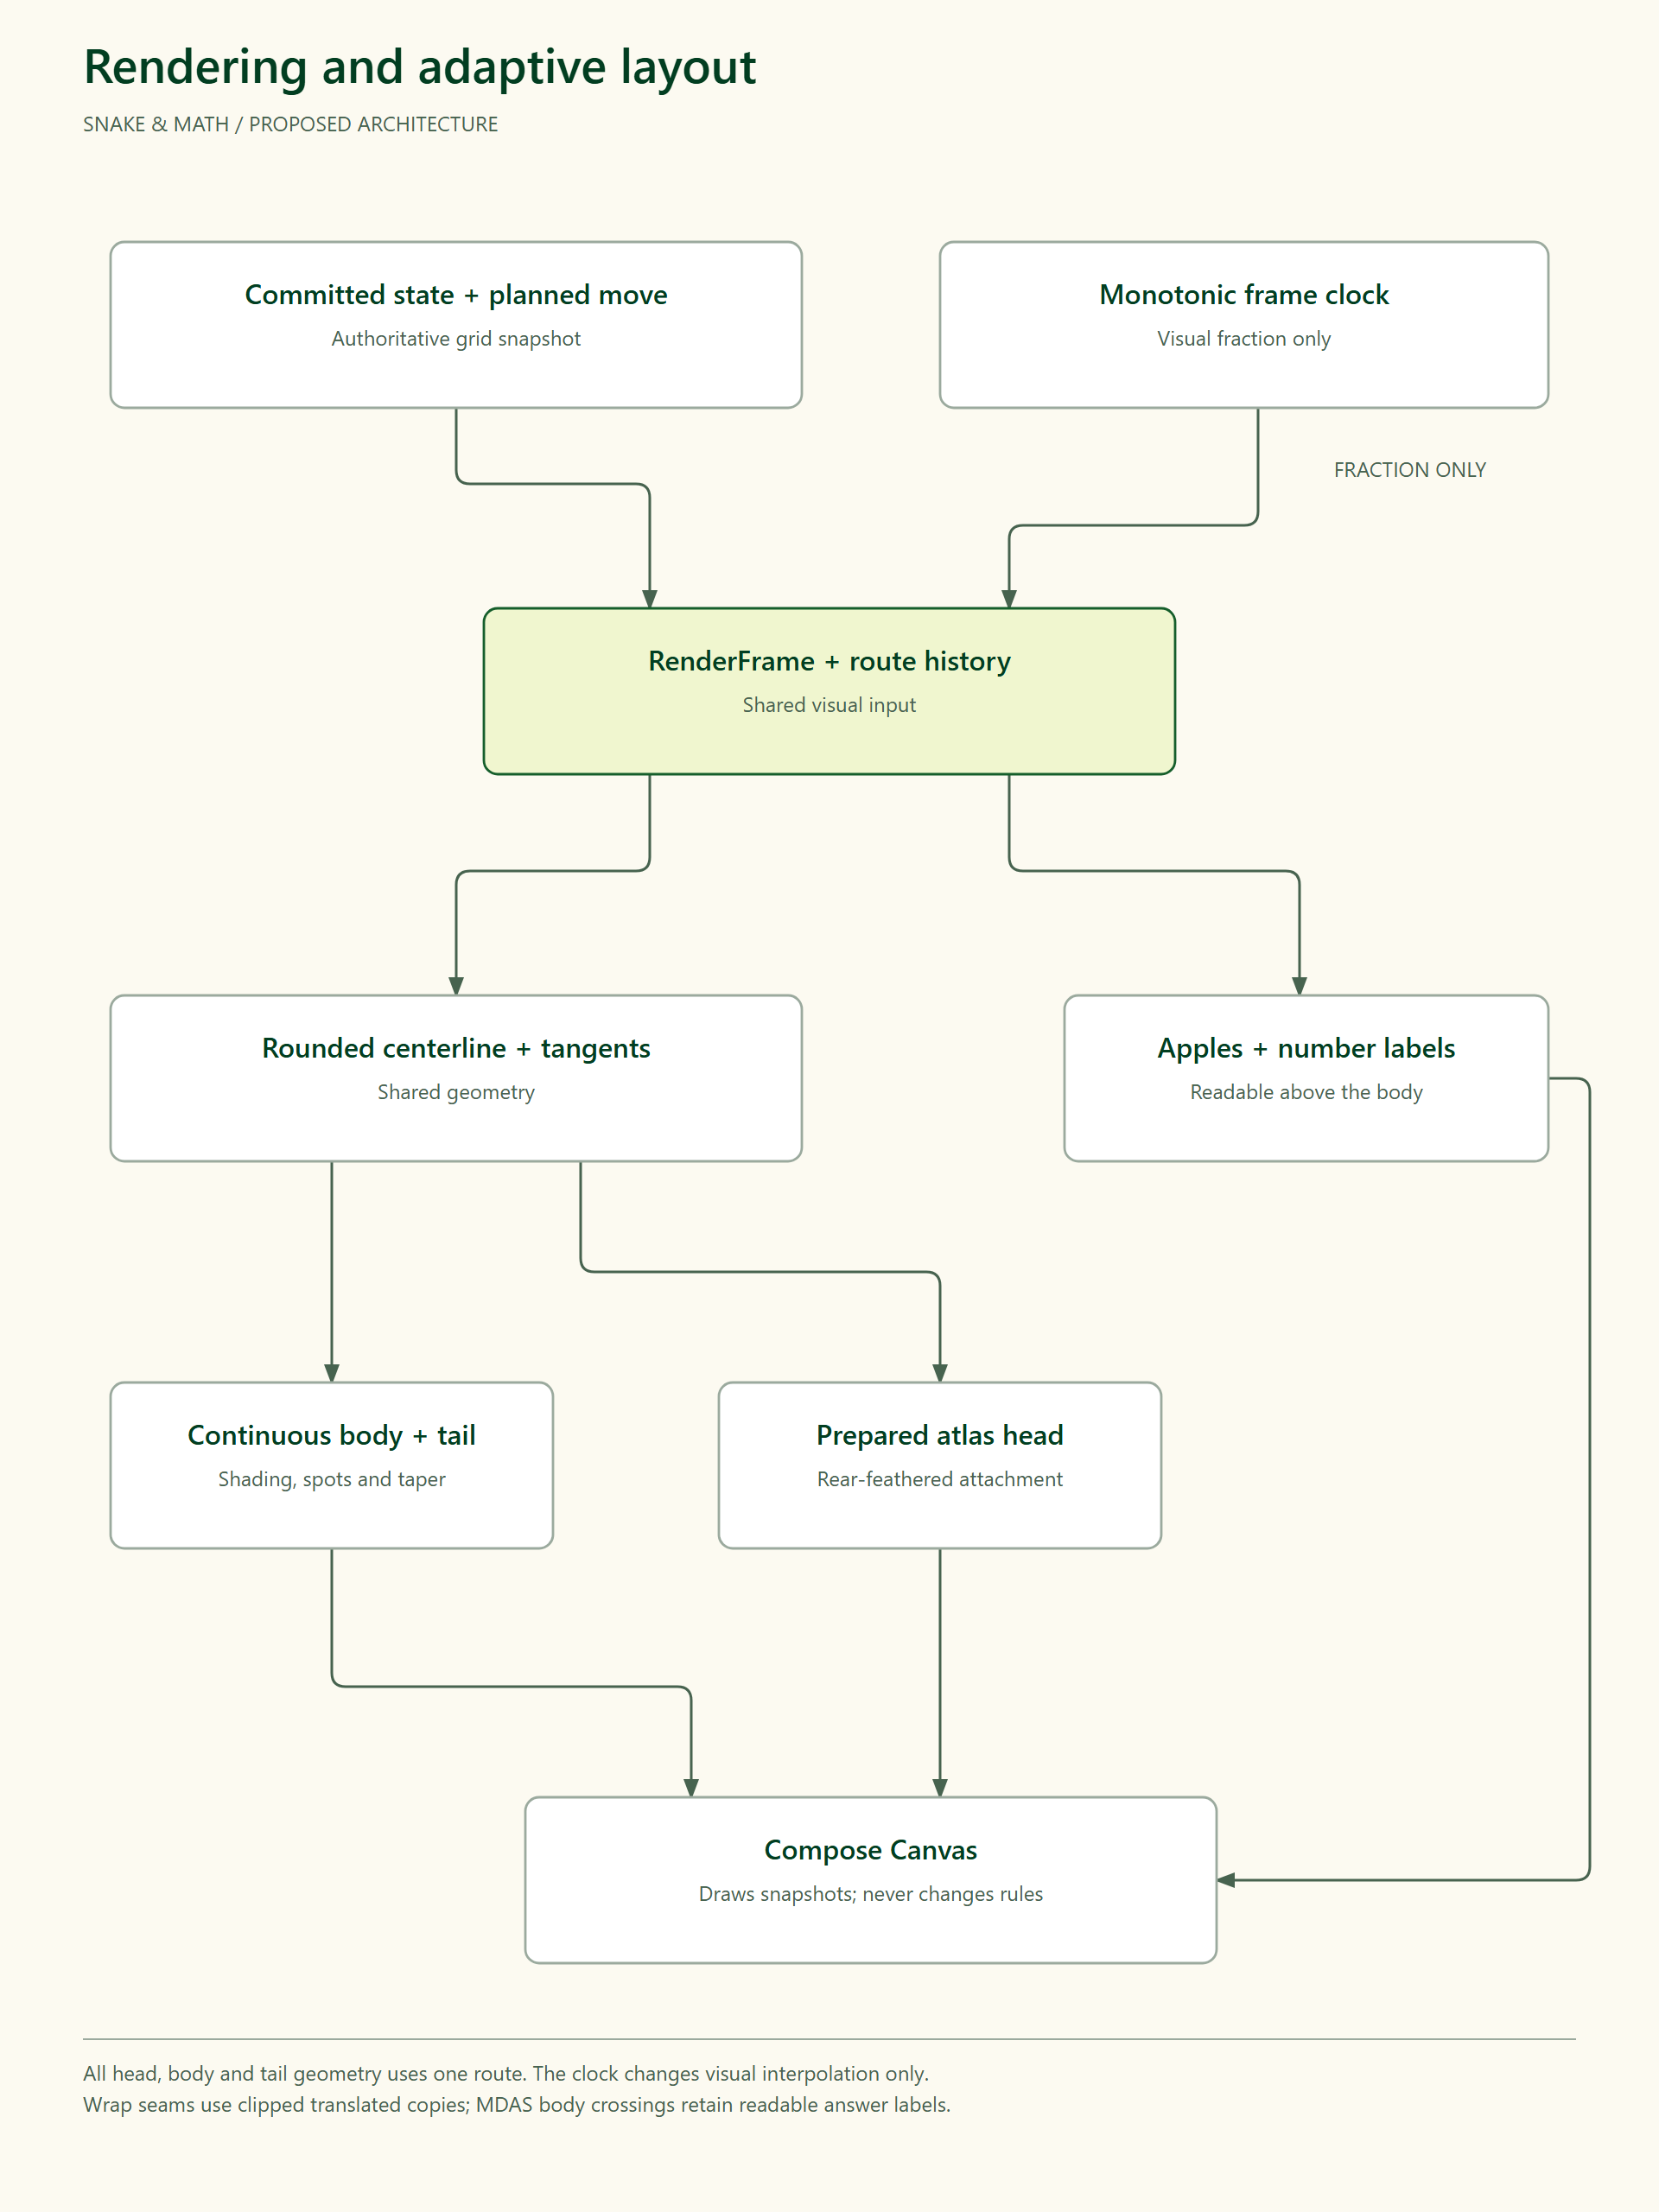 Rendering and adaptive layout
SNAKE & MATH / PROPOSED ARCHITECTURE
Committed state + planned move
Authoritative grid snapshot
Monotonic frame clock
Visual fraction only
FRACTION ONLY
RenderFrame + route history
Shared visual input
Rounded centerline + tangents
Shared geometry
Apples + number labels
Readable above the body
Continuous body + tail
Shading, spots and taper
Prepared atlas head
Rear-feathered attachment
Compose Canvas
Draws snapshots; never changes rules
All head, body and tail geometry uses one route. The clock changes visual interpolation only.
Wrap seams use clipped translated copies; MDAS body crossings retain readable answer labels.